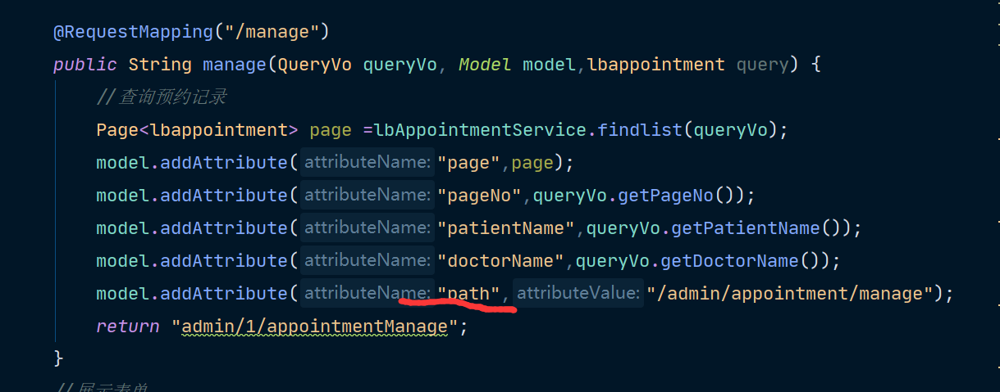 @RequestMapping("/manage")
public String manage(QueryVo queryVo, Model model,lbappointment query) {
//查询预约记录
Page<lbappointment> page =lbAppointmentService.findlist(queryVo);
model.addAttribute( attributeName: "page",page);
model.addAttribute( attributeName: "pageNo",queryVo.getPageNo());
model.addAttribute( attributeName: "patientName",queryVo.getPatientName());
model.addAttribute( attributeName: "doctorName",queryVo.getDoctorName());
model.addAttribute( attributeName: "path", attributeValue: "/admin/appointment/manage");
return "admin/1/appointmentManage";
}
//展示表单